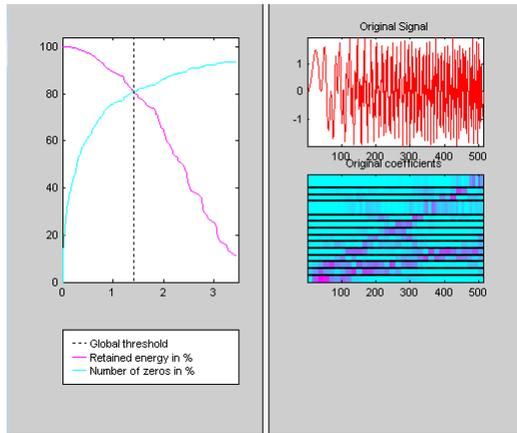 100
80
60
40
20
0
0 1 2 3
Global threshold
Retained energy in %
Number of zeros in %
Original Signal
1
0
-1
100 200 300 400 500
Original coefficients
100 200 300 400 500